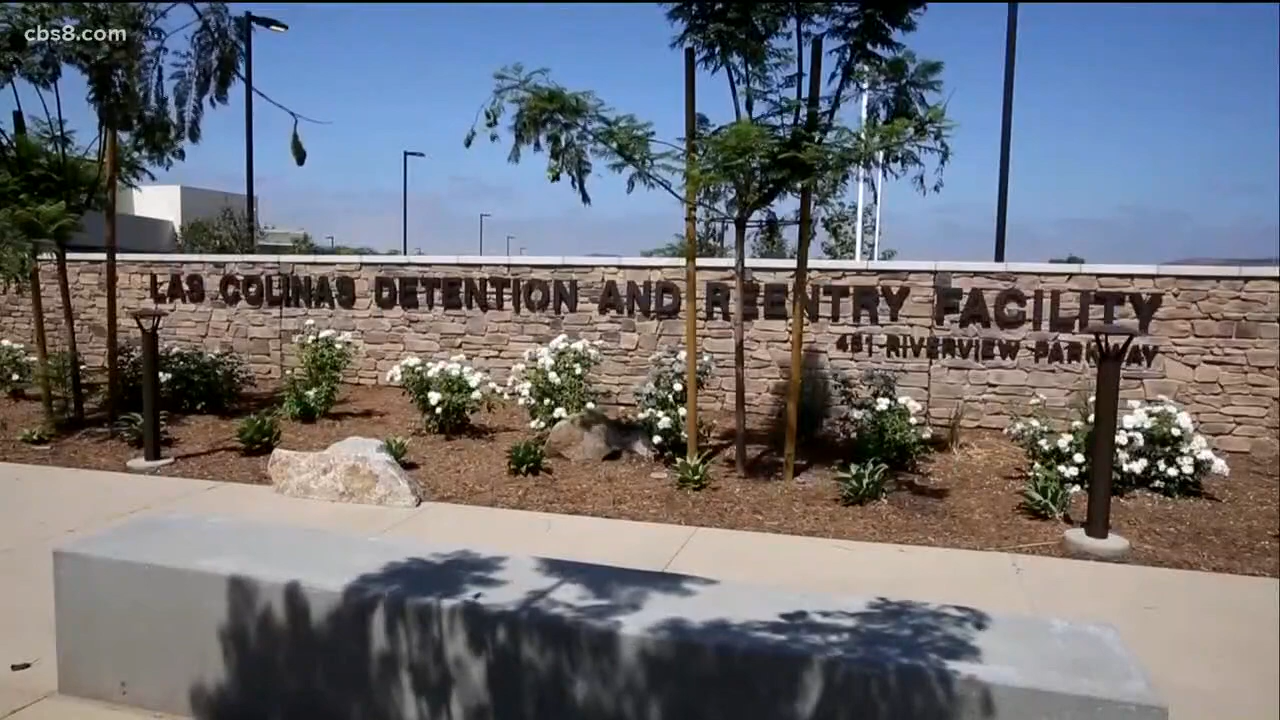 cbs8.com
LAS COLINAS DETENTION AND REENTRY FACILITY
451 RIVERVIEW PARKWAY